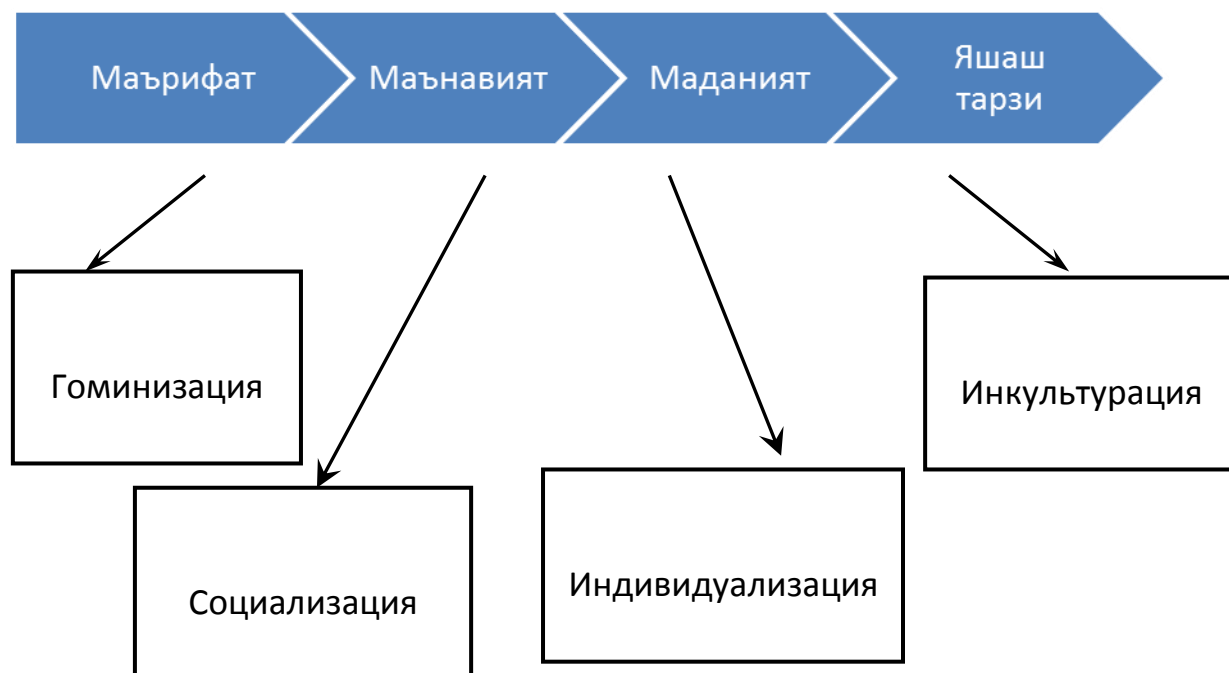 Маърифат
Маънавият
Маданият
Яшаш
тарзи
Гоминизация
Социализация
Индивидуализация
Инкультурация